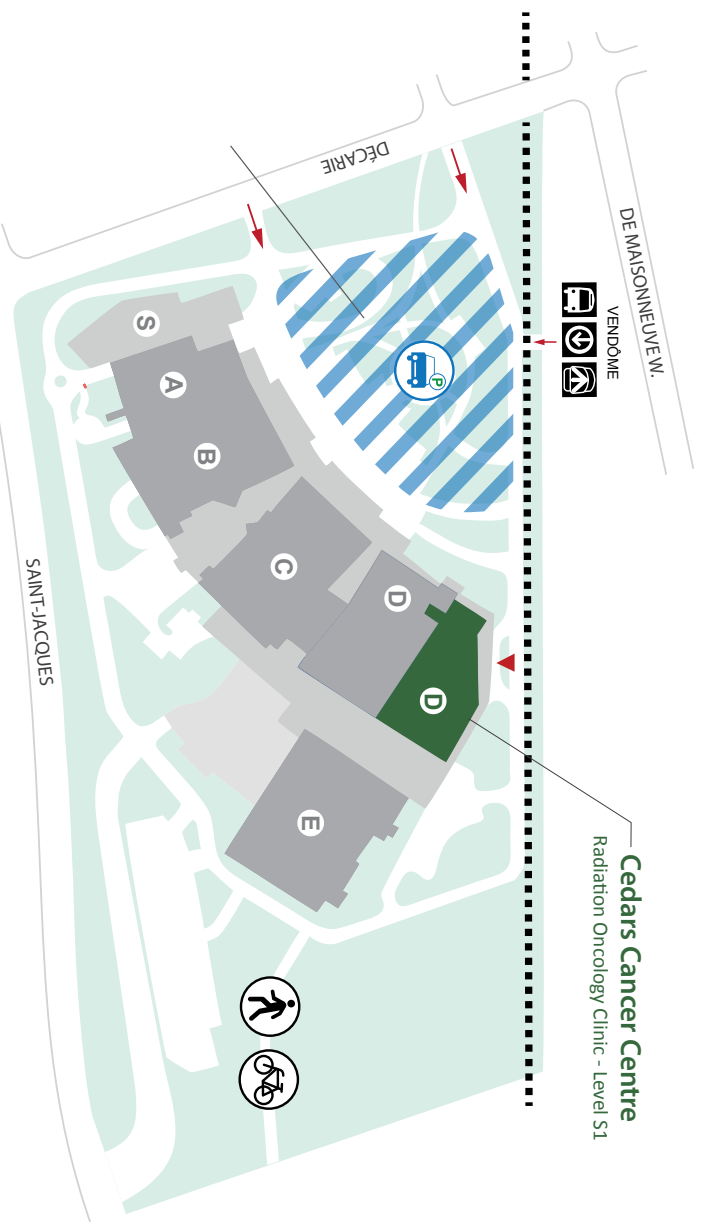 DE MAISONNEUVE W.
VENDÔME
DÉCARIE
P
S
A
B
C
D
D
E
Cedars Cancer Centre
Radiation Oncology Clinic - Level S1
SAINT-JACQUES